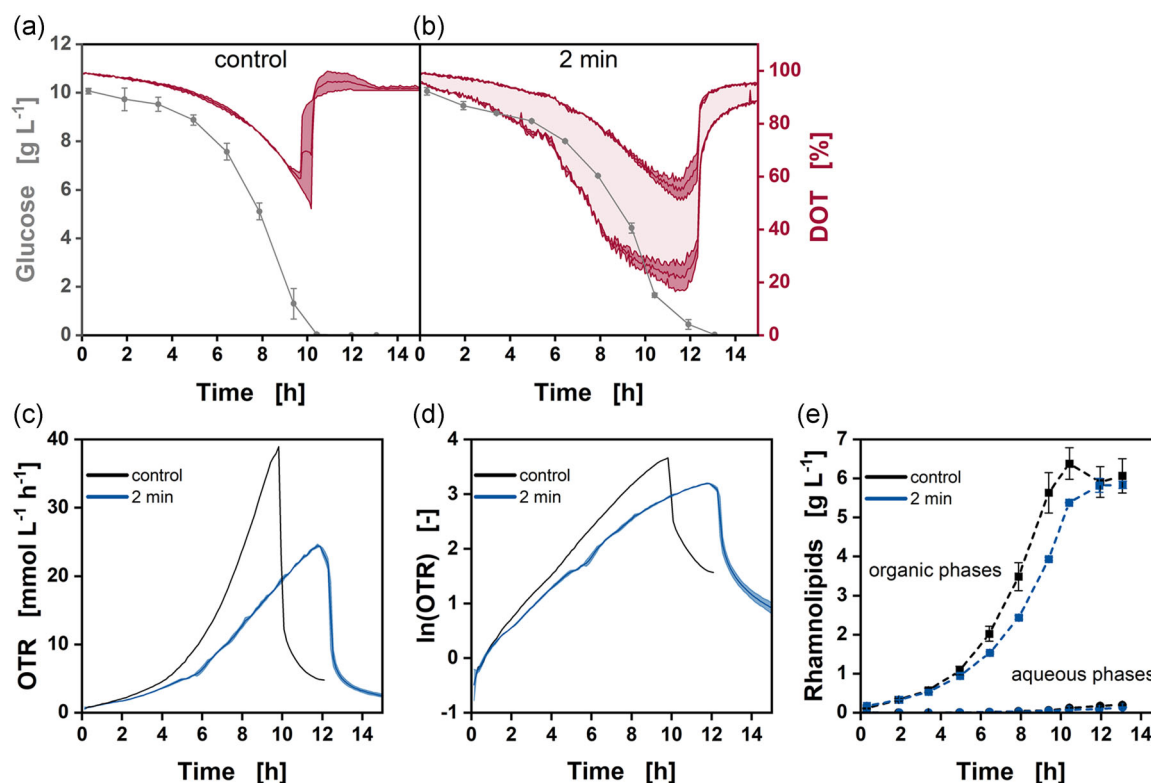 (a)
(b)
control
2 min
12
10
8
6
4
2
0
Glucose [g L⁻¹]
100
80
60
40
20
0
DOT [%]
0 2 4 6 8 10 12 14
0 2 4 6 8 10 12 14
Time [h]
Time [h]
(c)
(d)
(e)
40
30
20
10
0
OTR [mmol L⁻¹ h⁻¹]
control
2 min
0 2 4 6 8 10 12 14
Time [h]
4
3
2
1
0
-1
ln(OTR) [-]
control
2 min
0 2 4 6 8 10 12 14
Time [h]
7
6
5
4
3
2
1
0
Rhamnolipids [g L⁻¹]
control
2 min
organic phases
aqueous phases
0 2 4 6 8 10 12 14
Time [h]